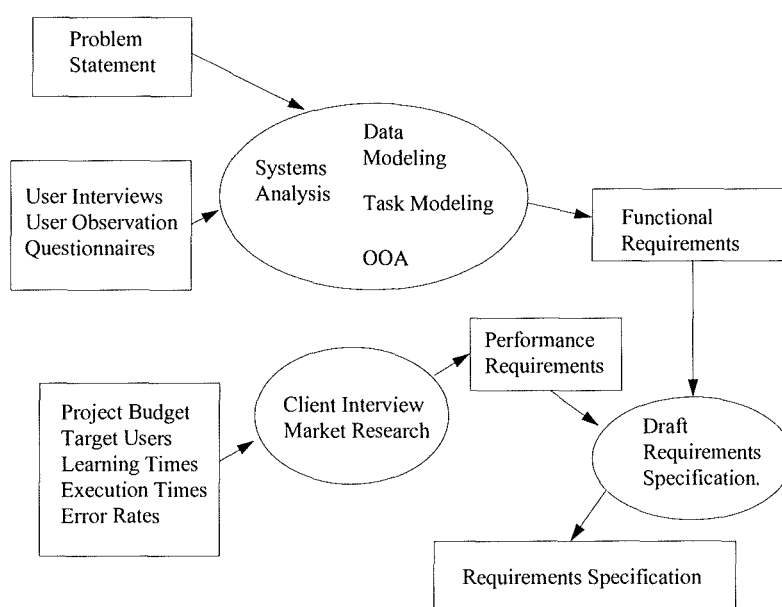 Problem
Statement
User Interviews
User Observation
Questionnaires
Systems
Analysis
Data
Modeling
Task Modeling
OOA
Functional
Requirements
Project Budget
Target Users
Learning Times
Execution Times
Error Rates
Client Interview
Market Research
Performance
Requirements
Draft
Requirements
Specification.
Requirements Specification